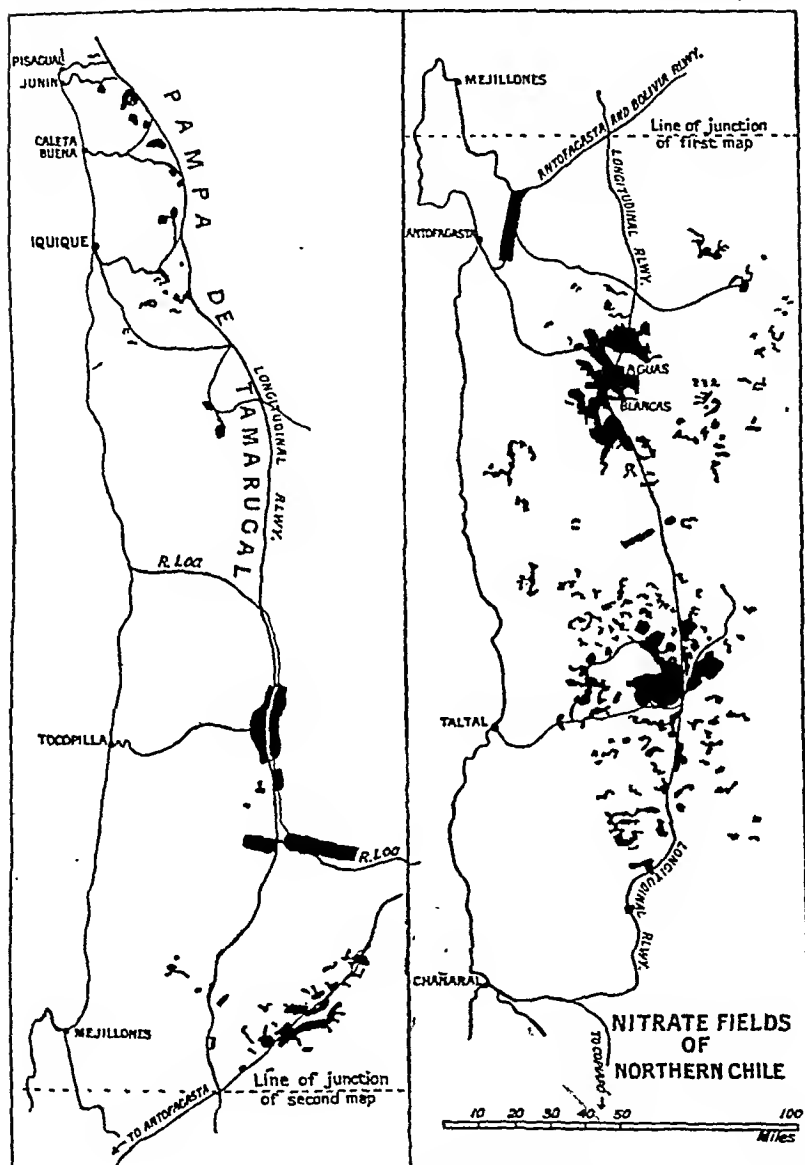 PISAGUA
JUNIN
CALETA
BUENA
IQUIQUE
PAMPA DE TAMARUGAL
LONGITUDINAL RLWY.
R. LOA
TOCOPILLA
R. LOA
MEJILLONES
Line of junction
of second map
TO ANTOFAGASTA
MEJILLONES
ANTOFAGASTA AND BOLIVIA RLWY.
Line of junction
of first map
LONGITUDINAL RLWY.
ANTOFAGASTA
AGUAS
BLANCAS
TALTAL
LONGITUDINAL RLWY.
CHAÑARAL
TO COPIAPO
NITRATE FIELDS
OF
NORTHERN CHILE
10 20 30 40 50 100
Miles